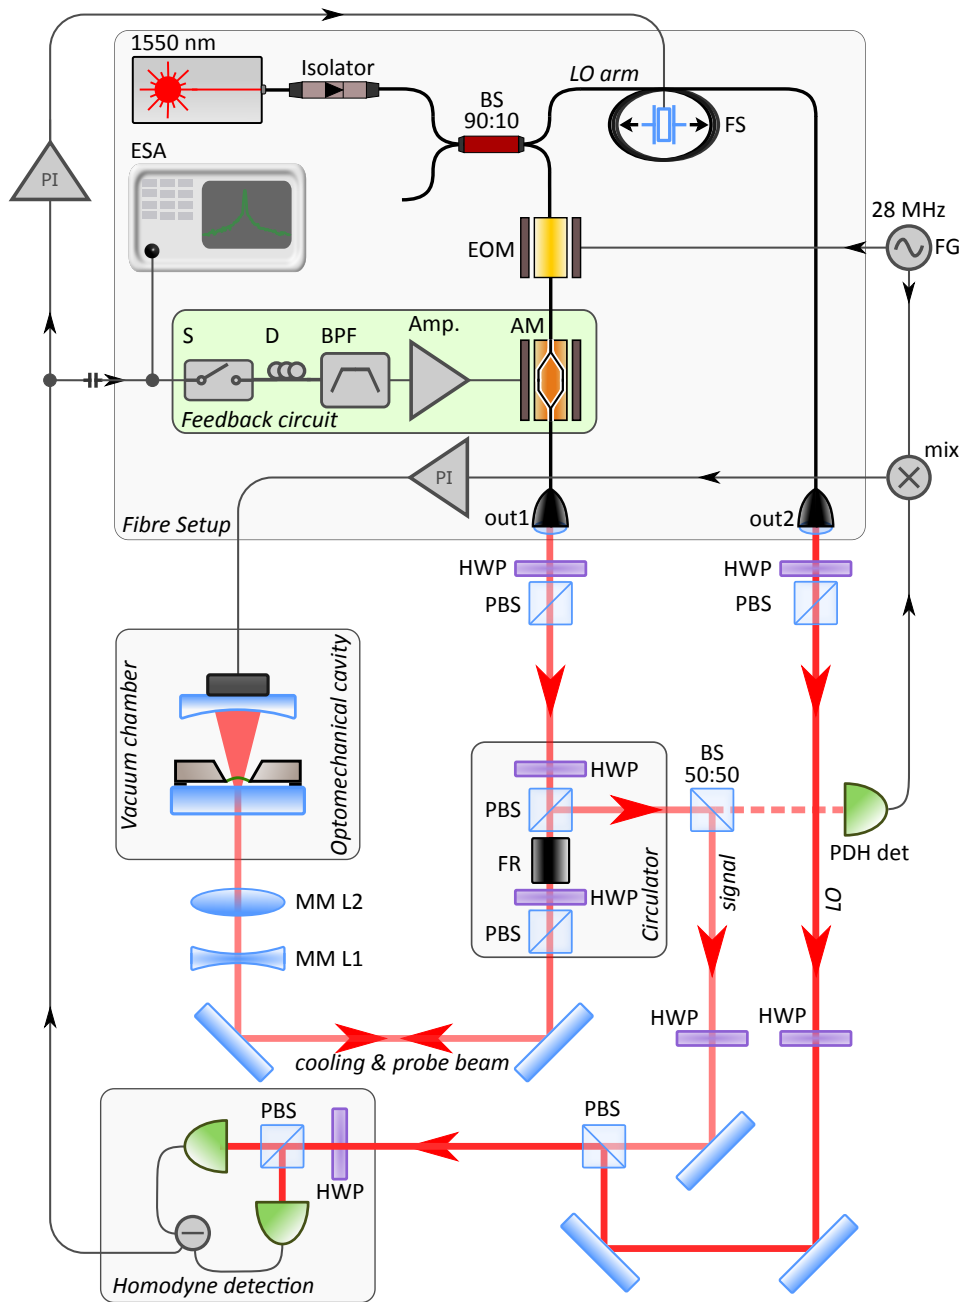 1550 nm
Isolator
BS
90:10
LO arm
FS
ESA
PI
28 MHz
FG
EOM
S
D
BPF
Amp.
AM
Feedback circuit
PI
mix
Fibre Setup
out1
out2
HWP
PBS
HWP
PBS
Vacuum chamber
Optomechanical cavity
HWP
PBS
FR
HWP
PBS
Circulator
BS
50:50
PDH det
signal
LO
MM L2
MM L1
HWP
HWP
cooling & probe beam
PBS
HWP
PBS
Homodyne detection